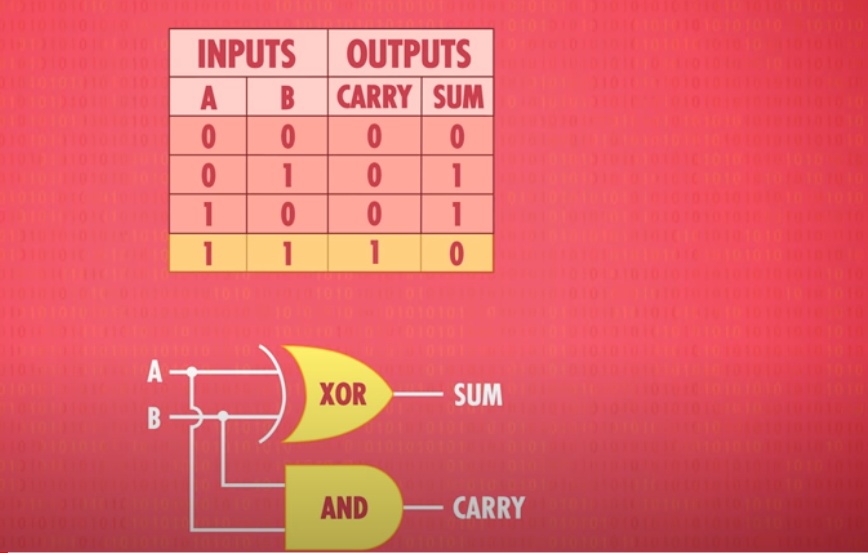 INPUTS OUTPUTS
A B CARRY SUM
0 0 0 0
0 1 0 1
1 0 0 1
1 1 1 0
A XOR SUM
B
AND CARRY